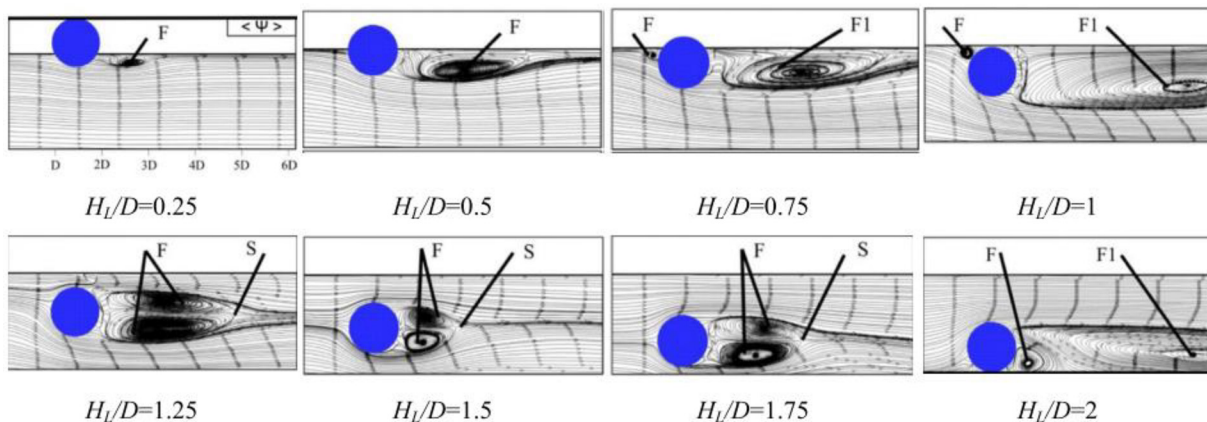 F < Ψ > F F F1 F F1
D 2D 3D 4D 5D 6D
H_L/D=0.25 H_L/D=0.5 H_L/D=0.75 H_L/D=1
F S F S F S F F1
H_L/D=1.25 H_L/D=1.5 H_L/D=1.75 H_L/D=2